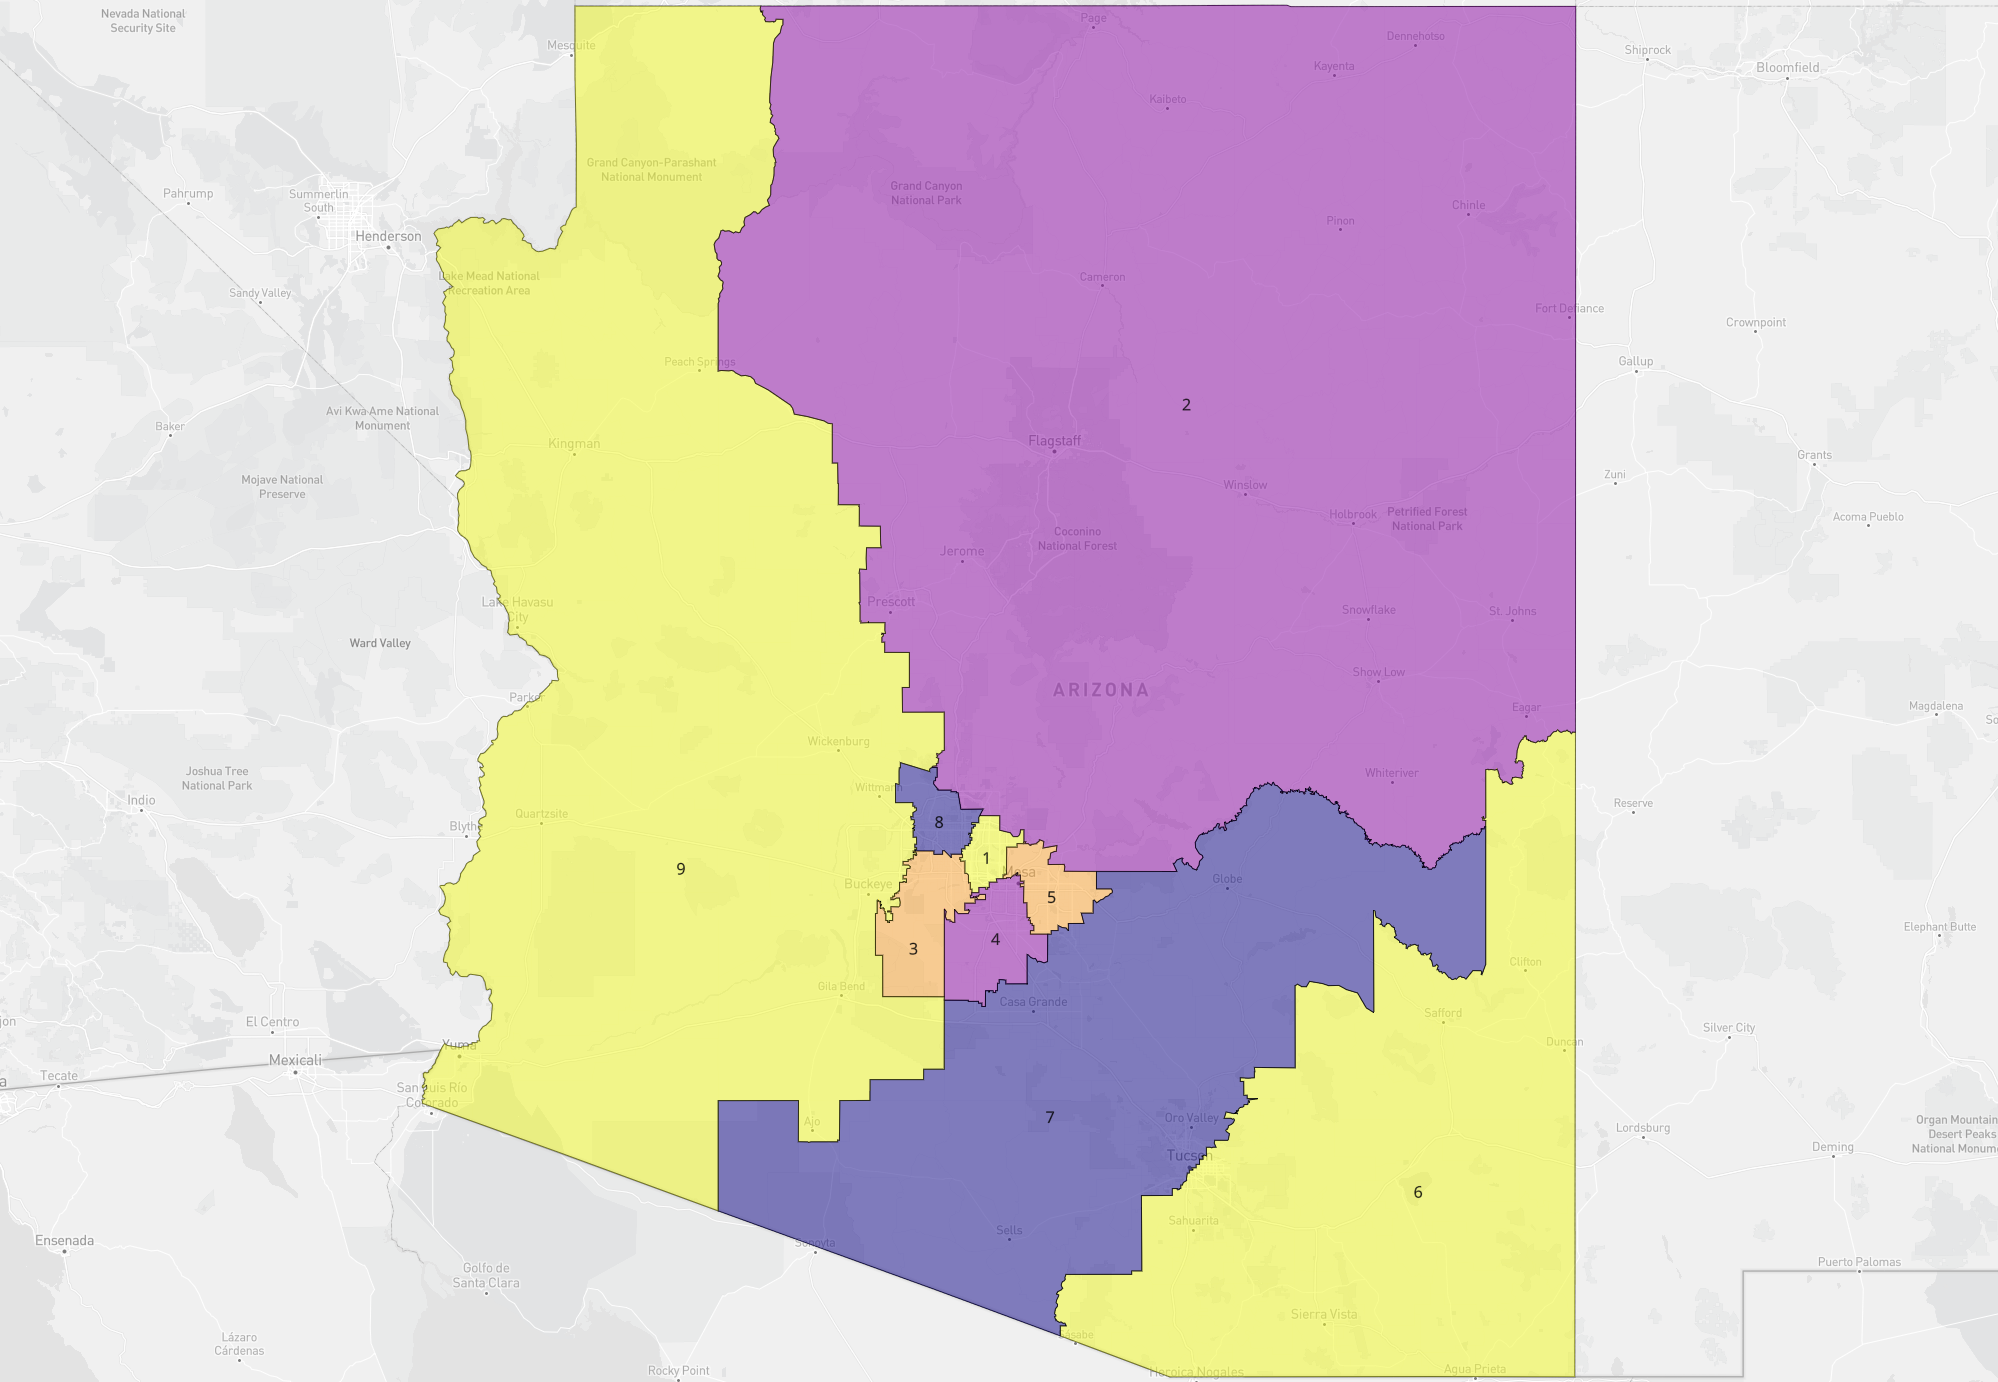 Nevada National
Security Site
Page
Dennehotso
Mesquite
Shiprock
Kayenta
Bloomfield
Kaibeto
Grand Canyon-Parashant
National Monument
Pahrump
Summerlin
South
Grand Canyon
National Park
Chinle
Pinon
Henderson
Lake Mead National
Recreation Area
Cameron
Sandy Valley
Fort Defiance
Crownpoint
Peach Springs
Gallup
2
Avi Kwa Ame National
Monument
Baker
Kingman
Flagstaff
Grants
Zuni
Mojave National
Preserve
Winslow
Holbrook
Petrified Forest
National Park
Acoma Pueblo
Coconino
National Forest
Jerome
Lake Havasu
City
Prescott
Snowflake
St. Johns
Ward Valley
Show Low
ARIZONA
Parker
Eagar
Magdalena
So
Wickenburg
Joshua Tree
National Park
Whiteriver
Wittmann
Indio
Quartzsite
Reserve
8
Blythe
1
9
Mesa
Buckeye
Globe
5
Elephant Butte
4
3
Clifton
Gila Bend
Casa Grande
Safford
jon
El Centro
Silver City
Yuma
Duncan
Mexicali
Tecate
a
San Luis Río
Colorado
Ajo
7
Oro Valley
Organ Mountain
Desert Peaks
National Monume
Lordsburg
Deming
Tucson
6
Sahuarita
Sells
Ensenada
Sonoyta
Puerto Palomas
Golfo de
Santa Clara
Sierra Vista
Sásabe
Lázaro
Cárdenas
Rocky Point
Heroica Nogales
Agua Prieta